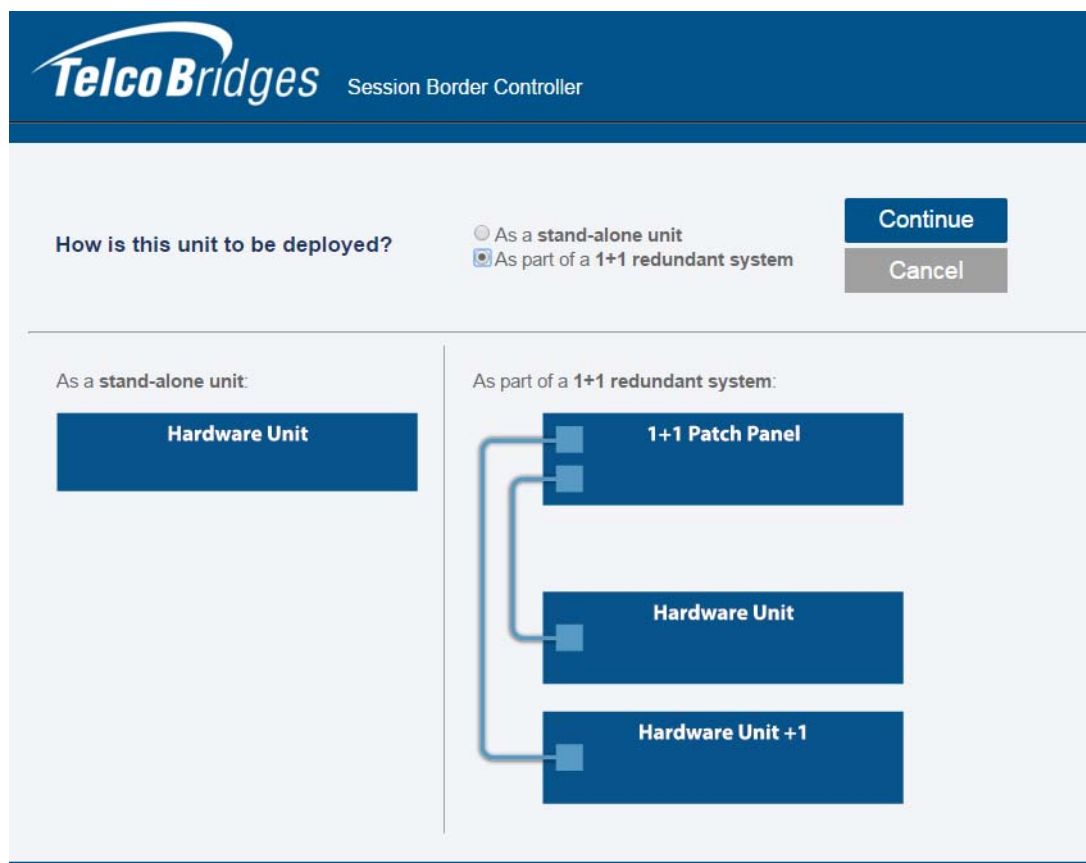 TelcoBridges Session Border Controller
How is this unit to be deployed?
As a stand-alone unit
As part of a 1+1 redundant system
Continue
Cancel
As a stand-alone unit:
Hardware Unit
As part of a 1+1 redundant system:
1+1 Patch Panel
Hardware Unit
Hardware Unit +1